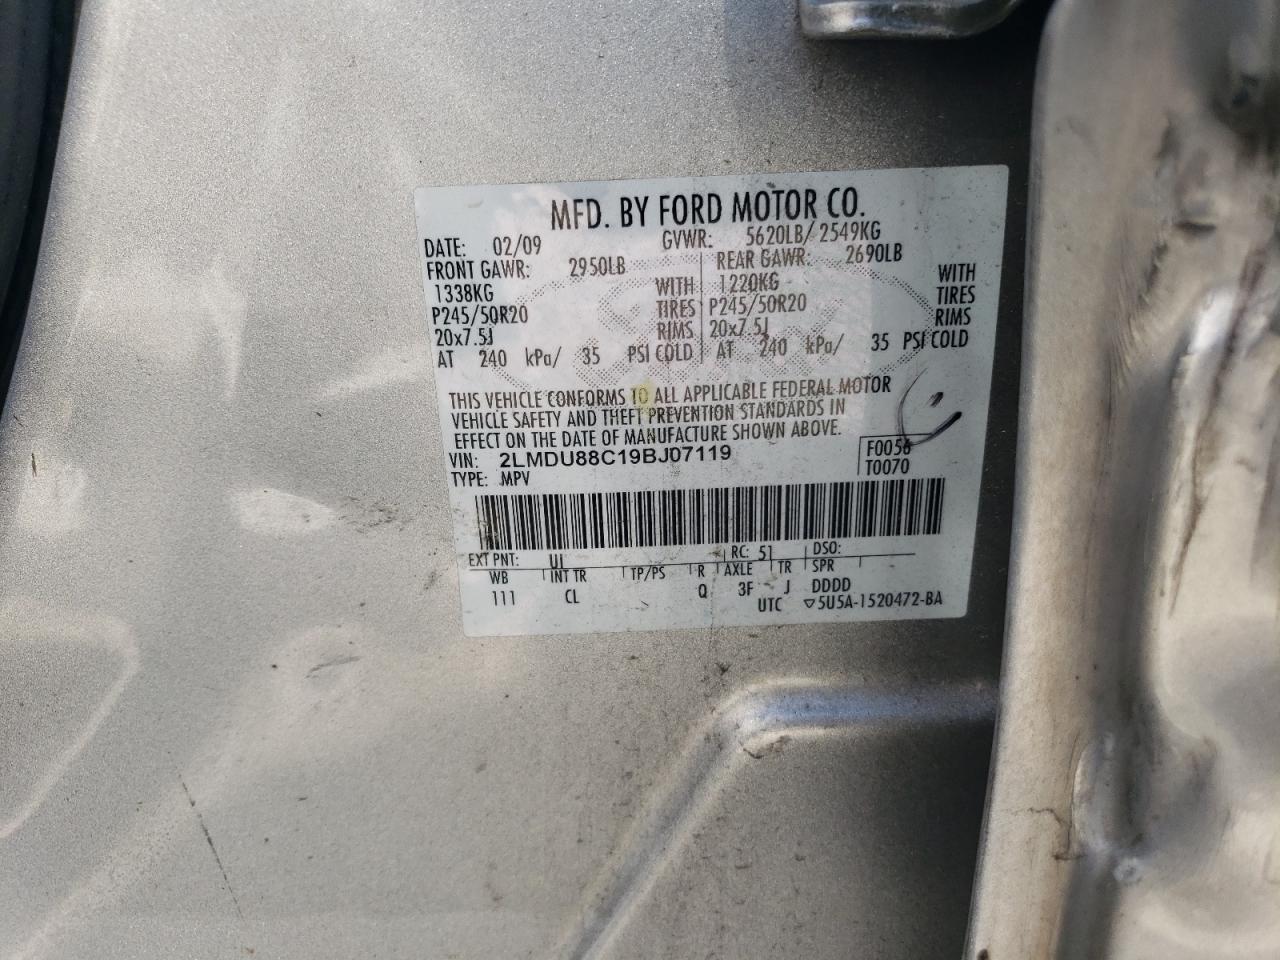 MFD. BY FORD MOTOR CO.
DATE: 02/09 GVWR: 5620LB/2549KG
FRONT GAWR: 2950LB REAR GAWR: 2690LB
1338KG WITH 1220KG WITH
P245/50R20 TIRES P245/50R20 TIRES
20x7.5J RIMS 20x7.5J RIMS
AT 240 kPa/ 35 PSI COLD AT 240 kPa/ 35 PSI COLD
THIS VEHICLE CONFORMS TO ALL APPLICABLE FEDERAL MOTOR
VEHICLE SAFETY AND THEFT PREVENTION STANDARDS IN
EFFECT ON THE DATE OF MANUFACTURE SHOWN ABOVE.
VIN: 2LMDU88C19BJ07119 F0056
TYPE: MPV T0070
EXT PNT: UI RC: 51 DSO:
WB INT TR TP/PS R AXLE TR SPR
111 CL Q 3F J DDDD
UTC ▽5U5A-1520472-BA